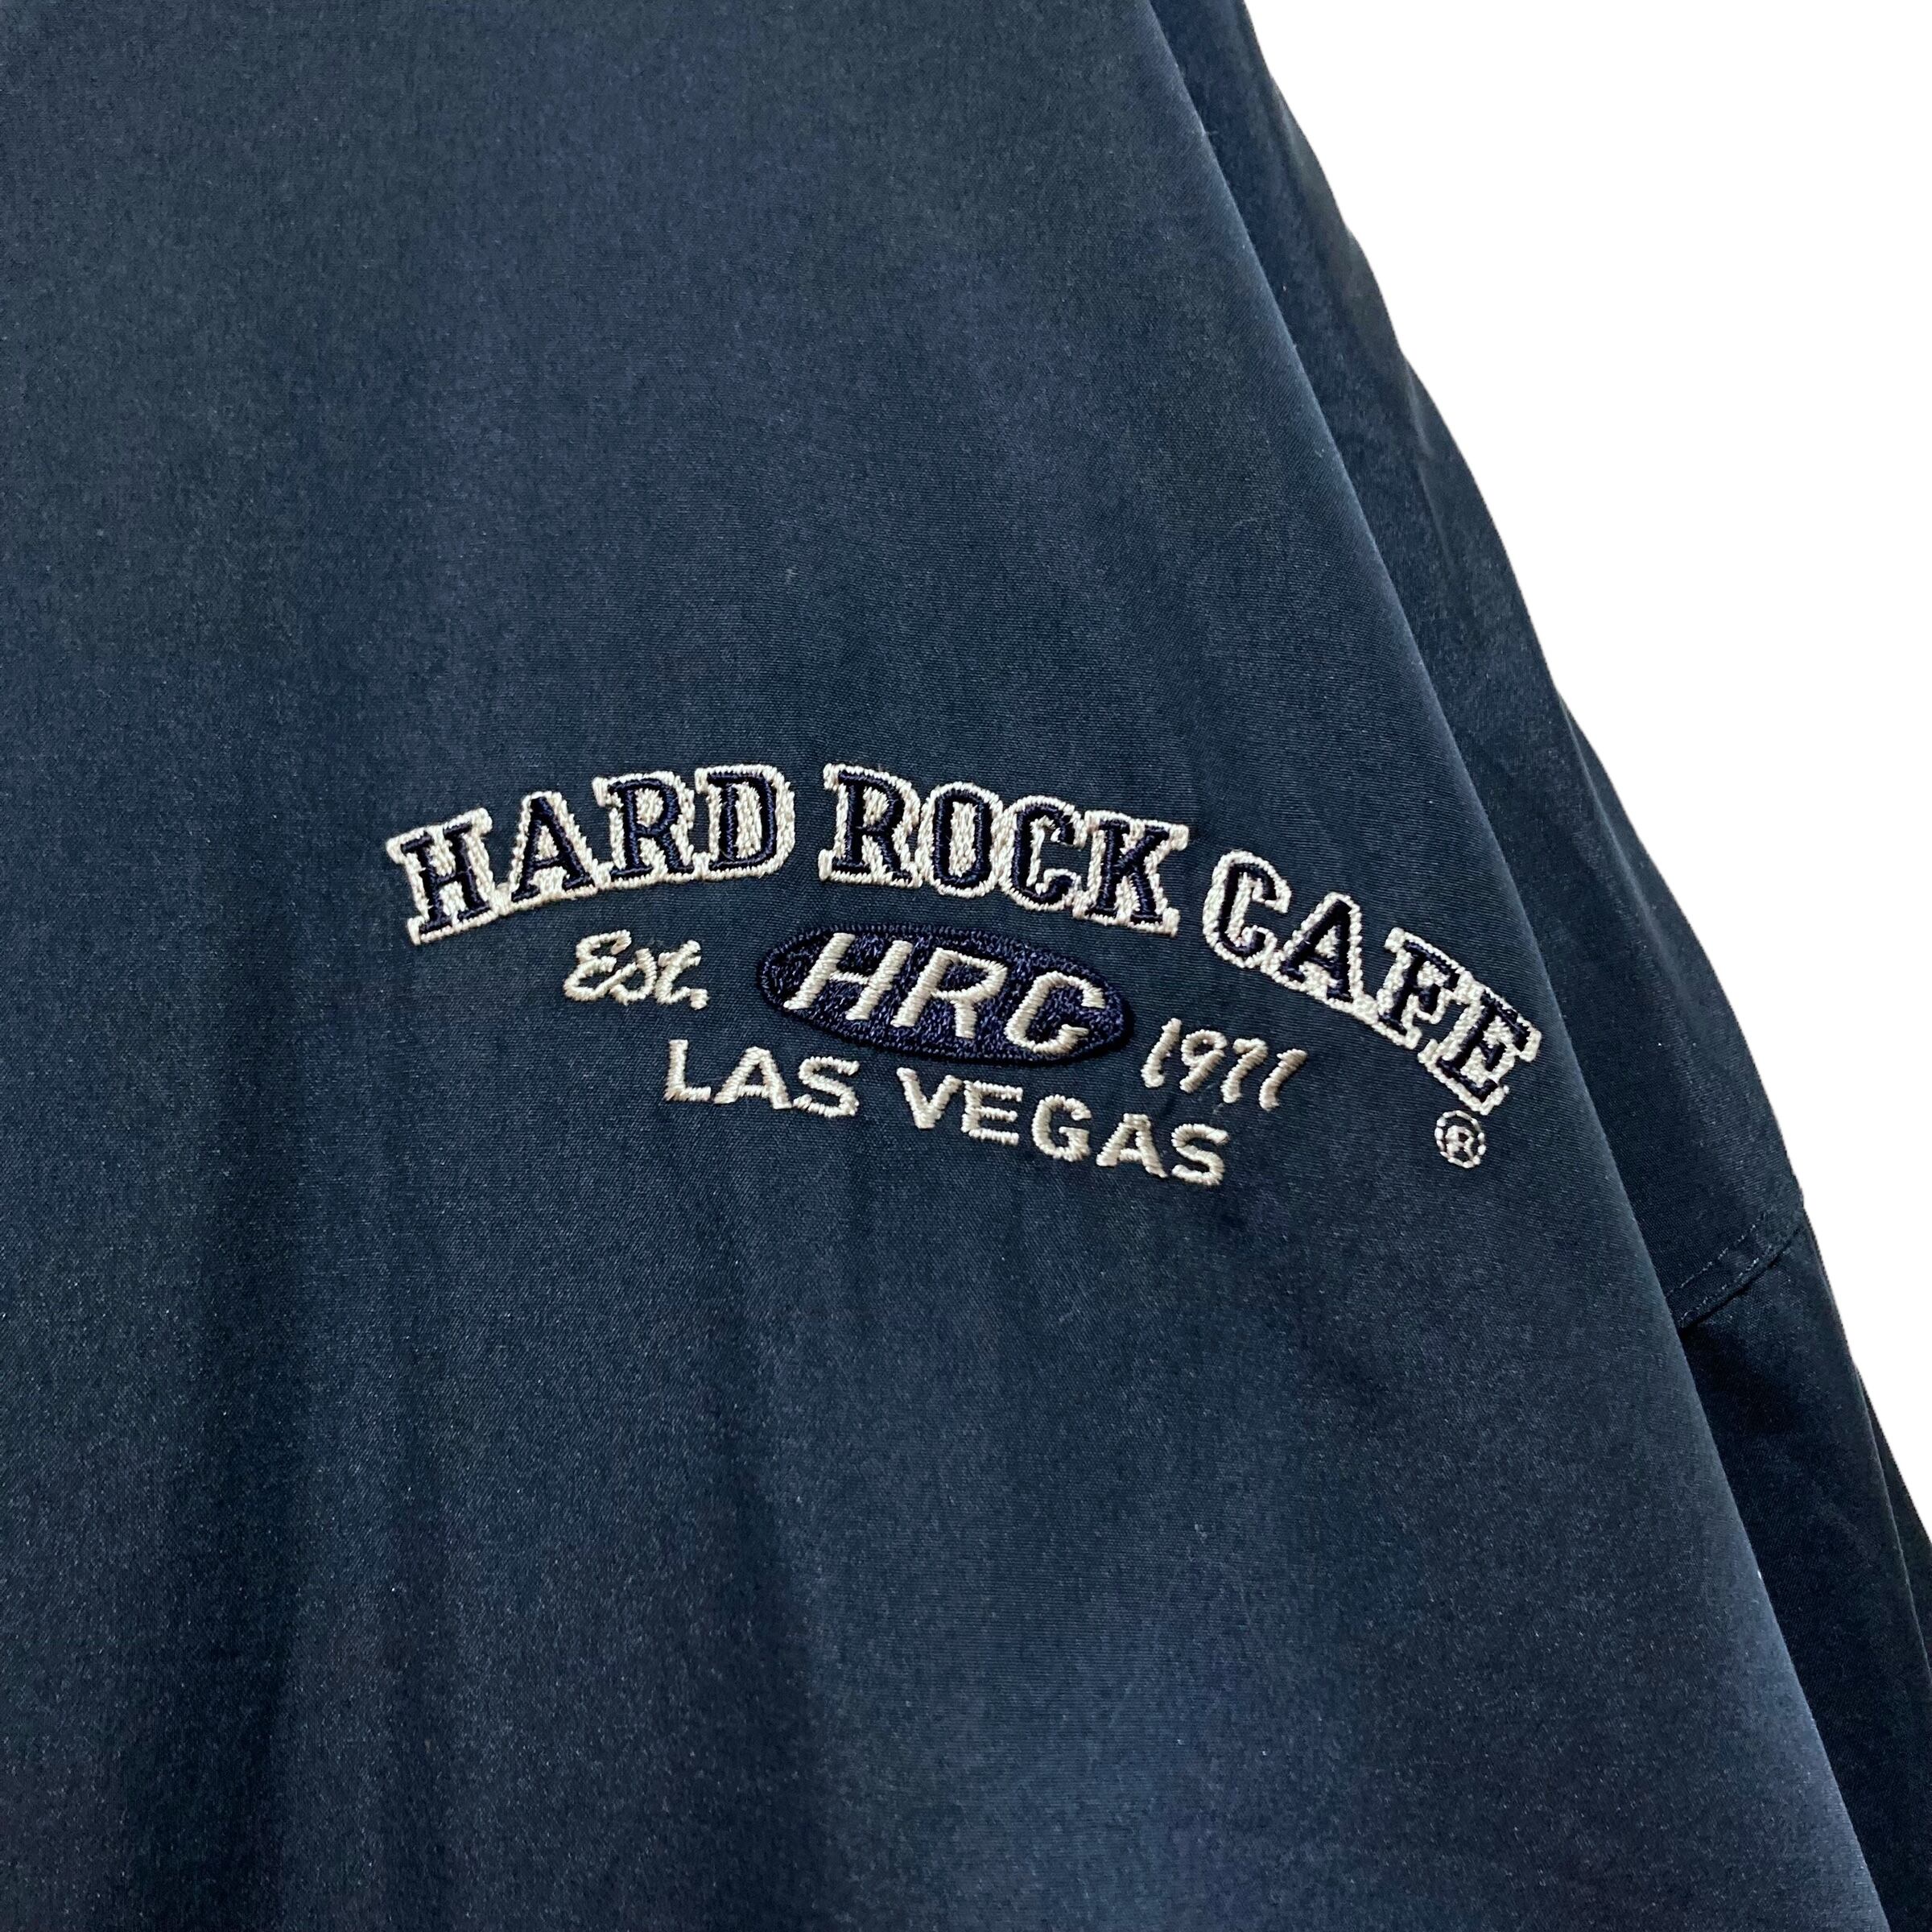 HARD ROCK CAFE
Est. HRC 1971
LAS VEGAS ®